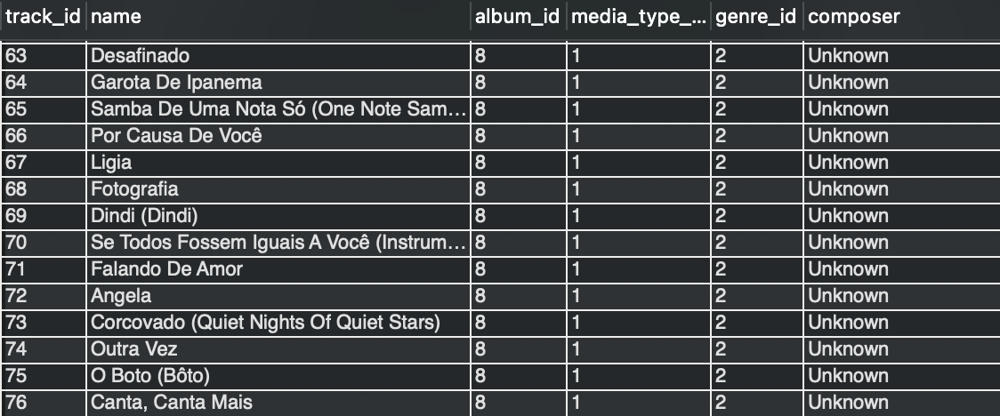 track_id name album_id media_type_... genre_id composer
63 Desafinado 8 1 2 Unknown
64 Garota De Ipanema 8 1 2 Unknown
65 Samba De Uma Nota Só (One Note Sam... 8 1 2 Unknown
66 Por Causa De Você 8 1 2 Unknown
67 Ligia 8 1 2 Unknown
68 Fotografia 8 1 2 Unknown
69 Dindi (Dindi) 8 1 2 Unknown
70 Se Todos Fossem Iguais A Você (Instrum... 8 1 2 Unknown
71 Falando De Amor 8 1 2 Unknown
72 Angela 8 1 2 Unknown
73 Corcovado (Quiet Nights Of Quiet Stars) 8 1 2 Unknown
74 Outra Vez 8 1 2 Unknown
75 O Boto (Bôto) 8 1 2 Unknown
76 Canta, Canta Mais 8 1 2 Unknown